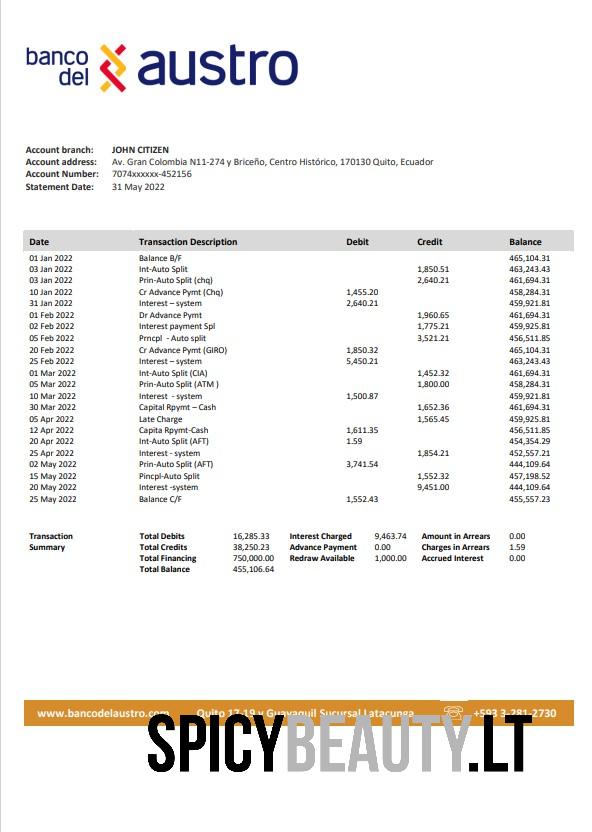 banco
del austro
Account branch: JOHN CITIZEN
Account address: Av. Gran Colombia N11-274 y Briceño, Centro Histórico, 170130 Quito, Ecuador
Account Number: 7074xxxxxx-452156
Statement Date: 31 May 2022
Date Transaction Description Debit Credit Balance
01 Jan 2022 Balance B/F 465,104.31
03 Jan 2022 Int-Auto Split 1,850.51 463,243.43
03 Jan 2022 Prin-Auto Split (chq) 2,640.21 461,694.31
10 Jan 2022 Cr Advance Pymt (Chq) 1,455.20 458,284.31
31 Jan 2022 Interest – system 2,640.21 459,921.81
01 Feb 2022 Dr Advance Pymt 1,960.65 461,694.31
02 Feb 2022 Interest payment Spl 1,775.21 459,925.81
05 Feb 2022 Prncpl - Auto split 3,521.21 456,511.85
20 Feb 2022 Cr Advance Pymt (GIRO) 1,850.32 465,104.31
25 Feb 2022 Interest – system 5,450.21 463,243.43
01 Mar 2022 Int-Auto Split (CIA) 1,452.32 461,694.31
05 Mar 2022 Prin-Auto Split (ATM ) 1,800.00 458,284.31
10 Mar 2022 Interest - system 1,500.87 459,921.81
30 Mar 2022 Capital Rpymt – Cash 1,652.36 461,694.31
05 Apr 2022 Late Charge 1,565.45 459,925.81
12 Apr 2022 Capita Rpymt-Cash 1,611.35 456,511.85
20 Apr 2022 Int-Auto Split (AFT) 1.59 454,354.29
25 Apr 2022 Interest - system 1,854.21 452,557.21
02 May 2022 Prin-Auto Split (AFT) 3,741.54 444,109.64
15 May 2022 Pincpl-Auto Split 1,552.32 457,198.52
20 May 2022 Interest -system 9,451.00 444,109.64
25 May 2022 Balance C/F 1,552.43 455,557.23
Transaction Total Debits 16,285.33 Interest Charged 9,463.74 Amount in Arrears 0.00
Summary Total Credits 38,250.23 Advance Payment 0.00 Charges in Arrears 1.59
Total Financing 750,000.00 Redraw Available 1,000.00 Accrued Interest 0.00
Total Balance 455,106.64
www.bancodelaustro.com Quito 17-19 y Guayaquil Sucursal Latacunga +593 3-281-2730
SPICYBEAUTY.LT